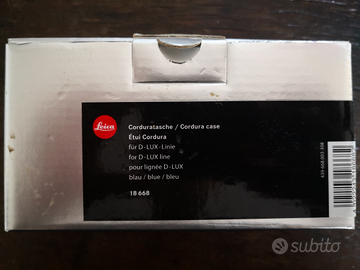 Leica
Corduratasche / Cordura case
Étui Cordura
für D-LUX-Linie
for D-LUX line
pour lignée D-LUX
blau / blue / bleu
18 668
subito